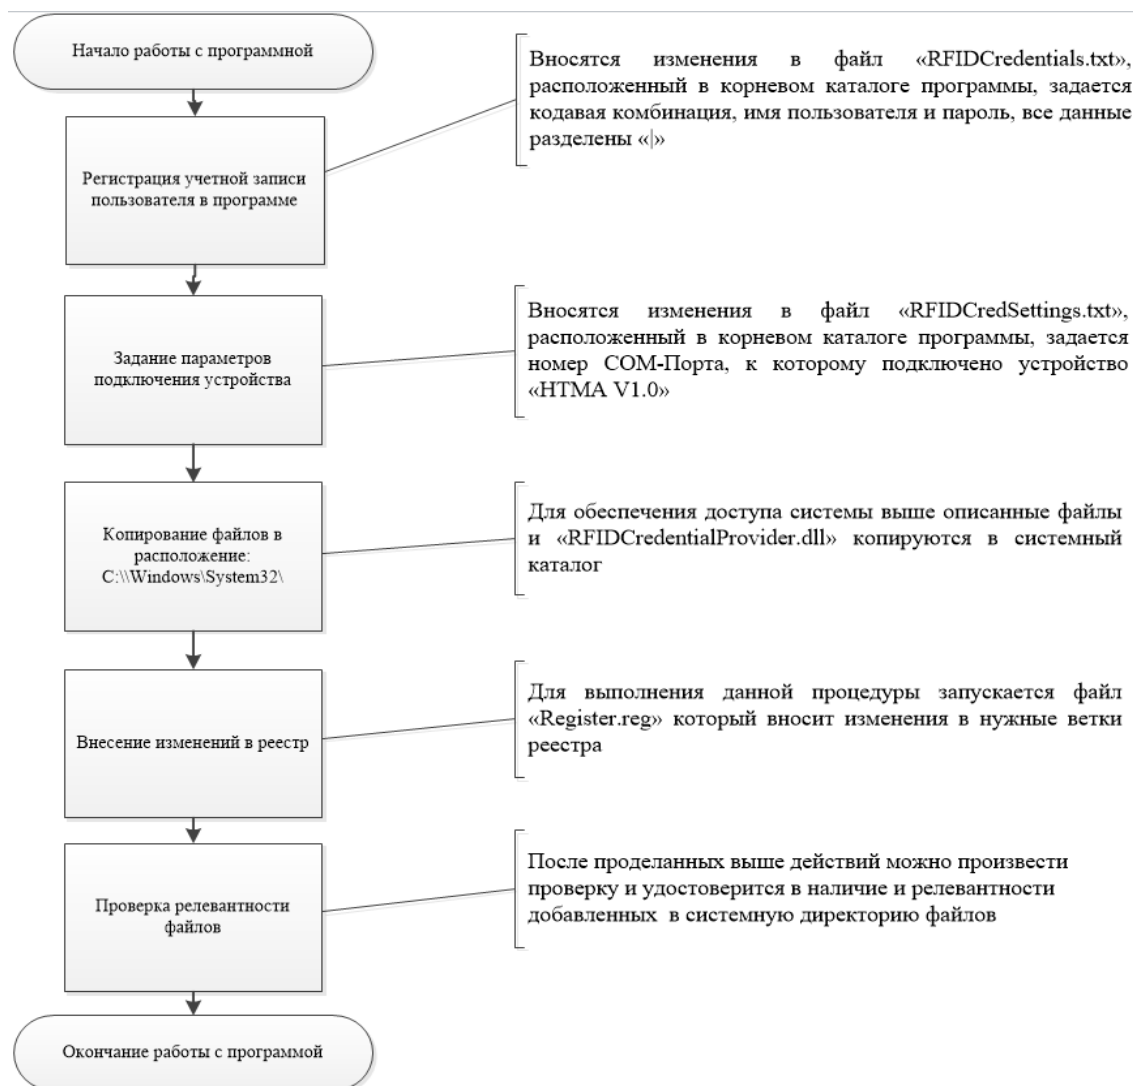 Начало работы с программной
Вносятся изменения в файл «RFIDCredentials.txt»,
расположенный в корневом каталоге программы, задается
кодавая комбинация, имя пользователя и пароль, все данные
разделены «|»
Регистрация учетной записи
пользователя в программе
Вносятся изменения в файл «RFIDCredSettings.txt»,
расположенный в корневом каталоге программы, задается
номер COM-Порта, к которому подключено устройство
«HTMA V1.0»
Задание параметров
подключения устройства
Для обеспечения доступа системы выше описанные файлы
и «RFIDCredentialProvider.dll» копируются в системный
каталог
Копирование файлов в
расположение:
C:\\Windows\System32\
Для выполнения данной процедуры запускается файл
«Register.reg» который вносит изменения в нужные ветки
реестра
Внесение изменений в реестр
После проделанных выше действий можно произвести
проверку и удостоверится в наличие и релевантности
добавленных в системную директорию файлов
Проверка релевантности
файлов
Окончание работы с программой